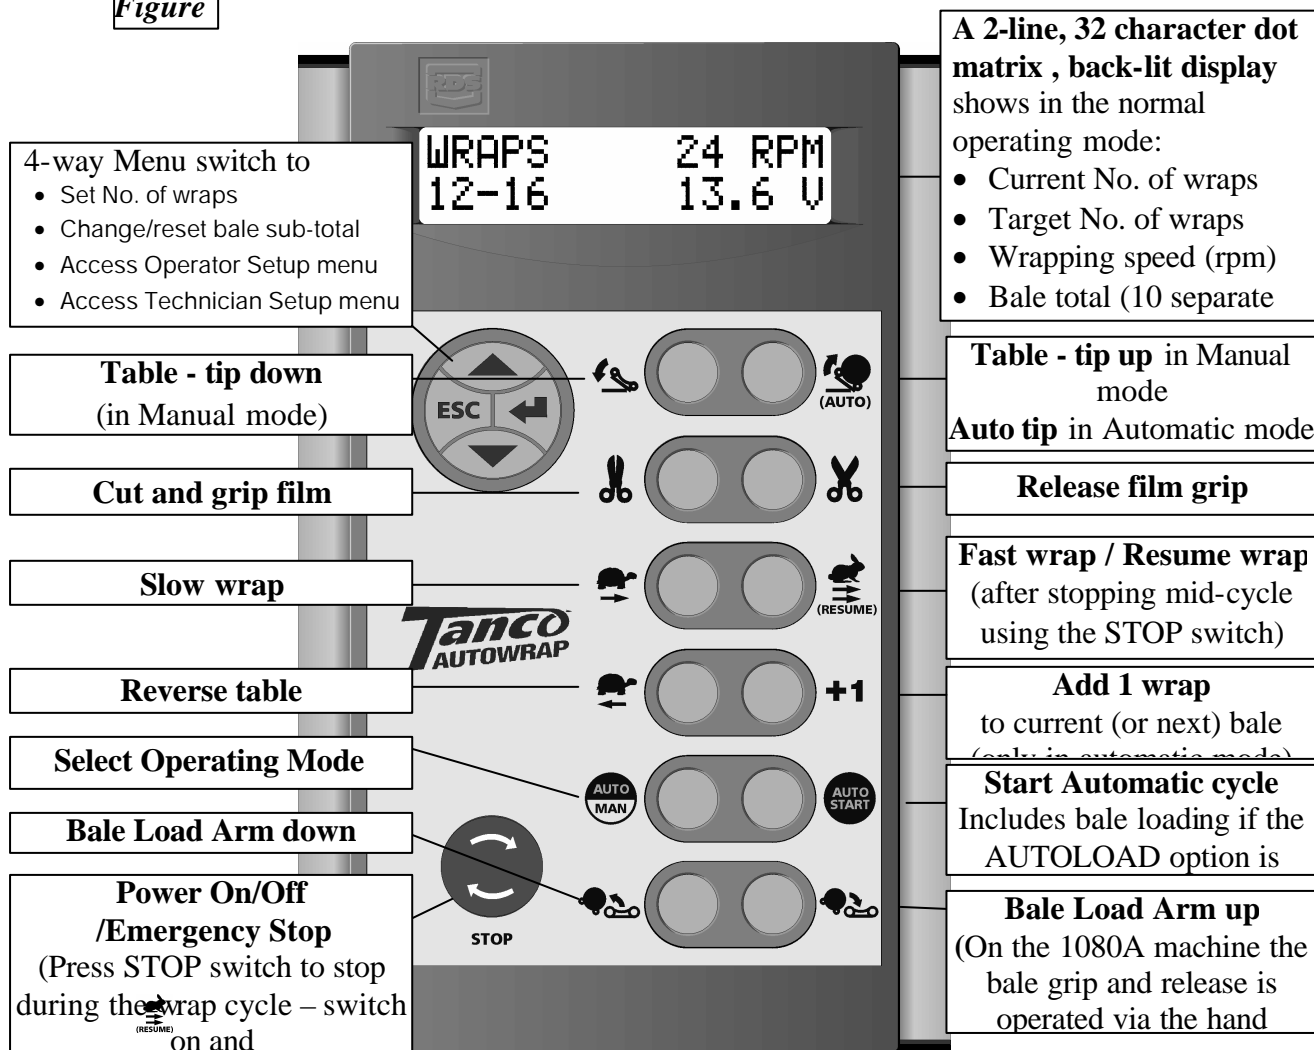 Figure
A 2-line, 32 character dot
matrix , back-lit display
shows in the normal
operating mode:
• Current No. of wraps
• Target No. of wraps
• Wrapping speed (rpm)
• Bale total (10 separate
RDS
WRAPS 24 RPM
12-16 13.6 V
4-way Menu switch to
• Set No. of wraps
• Change/reset bale sub-total
• Access Operator Setup menu
• Access Technician Setup menu
Table - tip down
(in Manual mode)
ESC
(AUTO)
Table - tip up in Manual
mode
Auto tip in Automatic mode
Cut and grip film
Release film grip
Slow wrap
(RESUME)
Fast wrap / Resume wrap
(after stopping mid-cycle
using the STOP switch)
Tanco
AUTOWRAP
Reverse table
+1
Add 1 wrap
to current (or next) bale
(only in automatic mode)
Select Operating Mode
AUTO
MAN
AUTO
START
Start Automatic cycle
Includes bale loading if the
AUTOLOAD option is
Bale Load Arm down
STOP
Bale Load Arm up
(On the 1080A machine the
bale grip and release is
operated via the hand
Power On/Off
/Emergency Stop
(Press STOP switch to stop
during the wrap cycle – switch
(RESUME)
on and